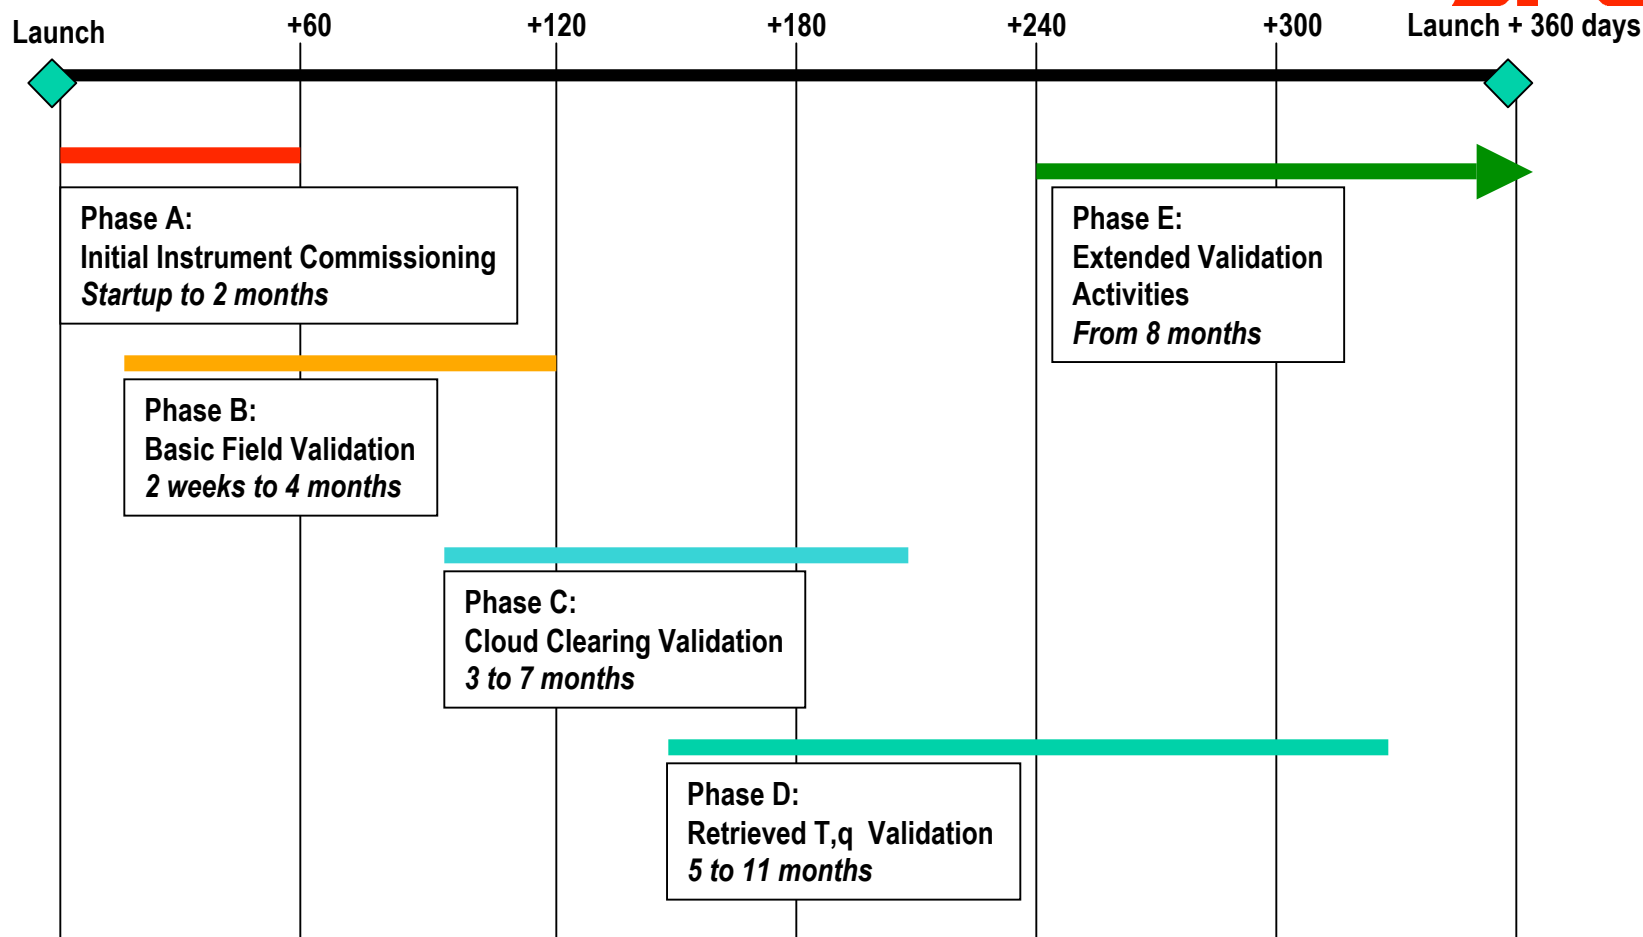 Launch
+60
+120
+180
+240
+300
Launch + 360 days
Phase A:
Initial Instrument Commissioning
Startup to 2 months
Phase E:
Extended Validation
Activities
From 8 months
Phase B:
Basic Field Validation
2 weeks to 4 months
Phase C:
Cloud Clearing Validation
3 to 7 months
Phase D:
Retrieved T,q  Validation
5 to 11 months